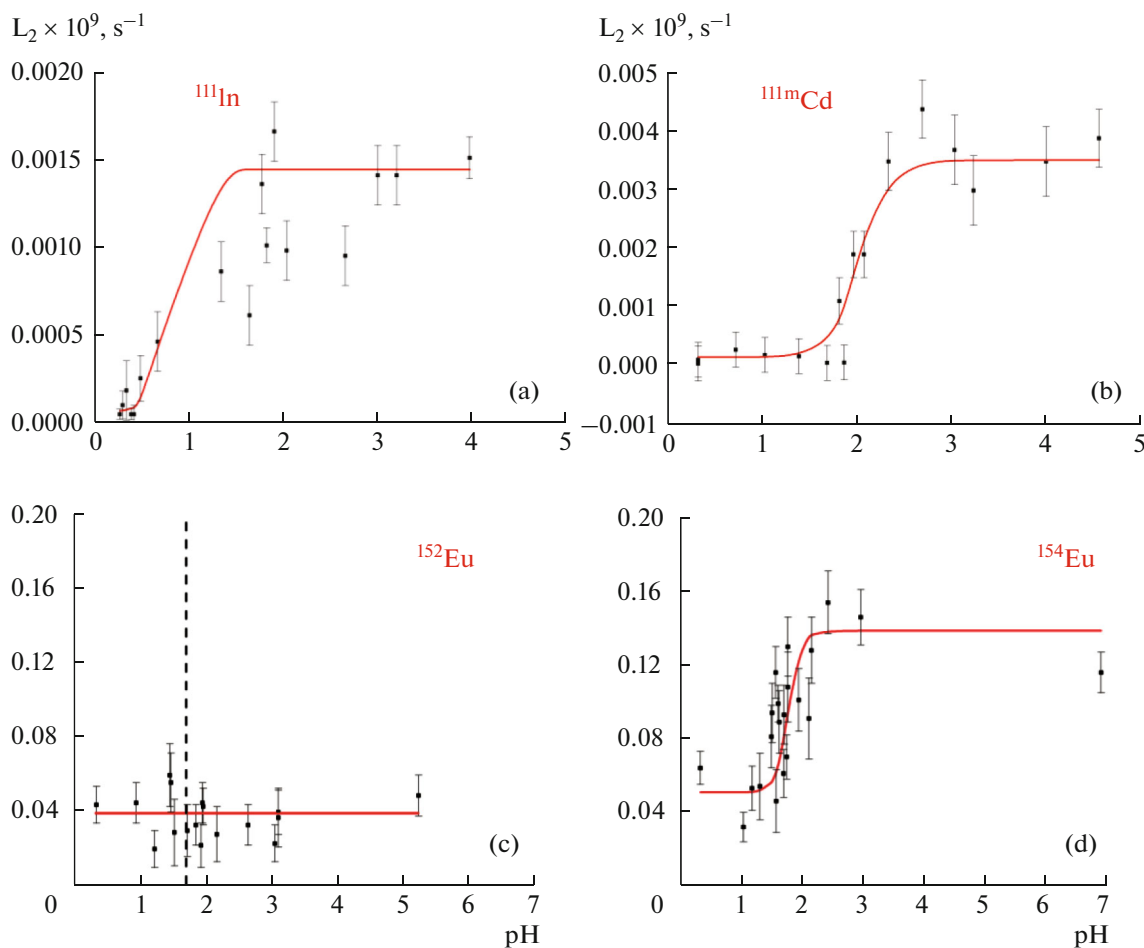 L₂ × 10⁹, s⁻¹
L₂ × 10⁹, s⁻¹
0.0020
0.0015
0.0010
0.0005
0.0000
¹¹¹In
(a)
0 1 2 3 4 5
0.005
0.004
0.003
0.002
0.001
0.000
−0.001
¹¹¹ᵐCd
(b)
0 1 2 3 4 5
0.20
0.16
0.12
0.08
0.04
¹⁵²Eu
(c)
0 1 2 3 4 5 6 7
pH
0.20
0.16
0.12
0.08
0.04
¹⁵⁴Eu
(d)
0 1 2 3 4 5 6 7
pH